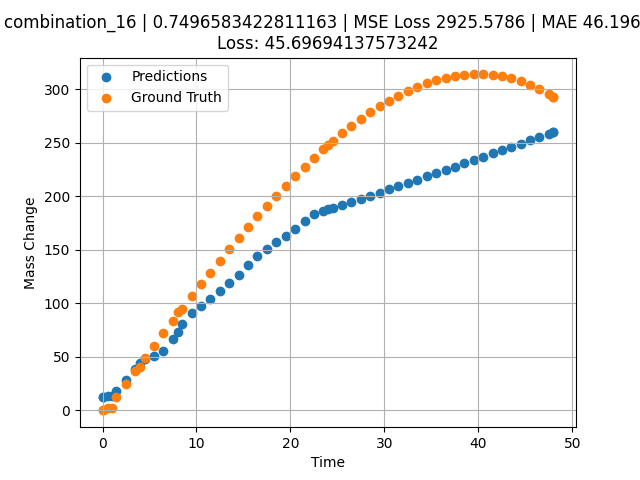 combination_16 | 0.7496583422811163 | MSE Loss 2925.5786 | MAE 46.196
Loss: 45.69694137573242
Predictions
Ground Truth
Mass Change
300
250
200
150
100
50
0
0 10 20 30 40 50
Time